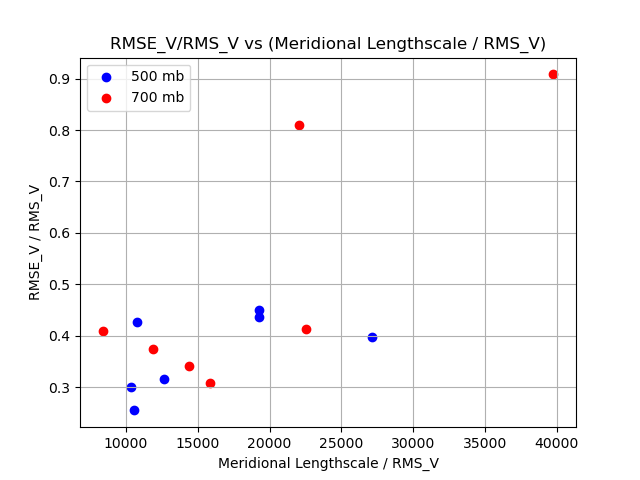 RMSE_V/RMS_V vs (Meridional Lengthscale / RMS_V)
500 mb
700 mb
RMSE_V / RMS_V
0.9
0.8
0.7
0.6
0.5
0.4
0.3
10000 15000 20000 25000 30000 35000 40000
Meridional Lengthscale / RMS_V